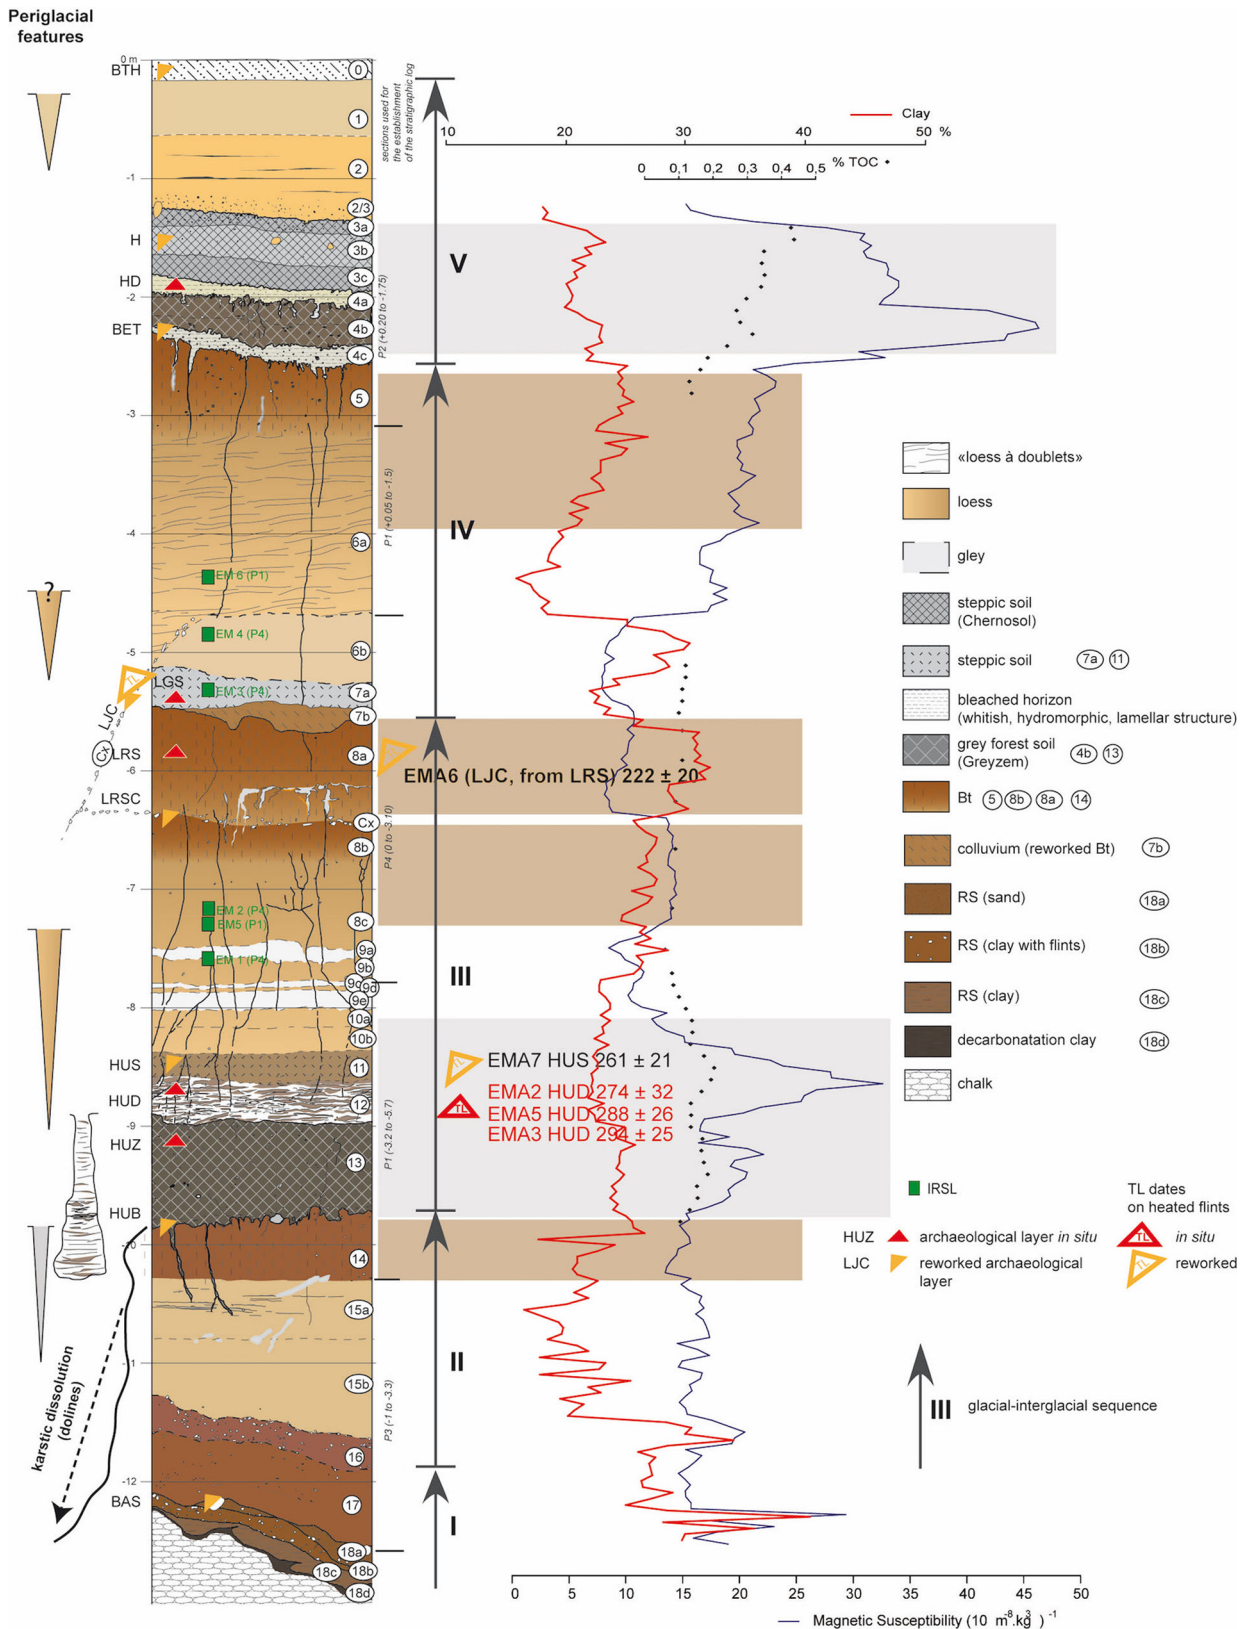 Periglacial
features
0 m
BTH
0
1
sections used for
the establishment
of the stratigraphic log
Clay
10
20
30
40
50
%
0
0,1
0,2
0,3
0,4
0,5
% TOC
2
-1
2/3
3a
H
3b
V
3c
HD
-2
4a
BET
4b
4c
P2 (+0.20 to -1.75)
5
-3
«loess à doublets»
loess
P1 (+0.05 to -1.5)
IV
-4
6a
gley
?
EM 6 (P1)
steppic soil
(Chernosol)
EM 4 (P4)
-5
6b
steppic soil
7a
11
TL
LGS
EM 3 (P4)
7a
LJC
7b
bleached horizon
(whitish, hydromorphic, lamellar structure)
Cx
LRS
8a
grey forest soil
(Greyzem)
4b
13
-6
EMA6 (LJC, from LRS) 222 ± 20
LRSC
Bt
5
8b
8a
14
Cx
8b
P4 (0 to -3.10)
colluvium (reworked Bt)
7b
-7
EM 2 (P4)
EM5 (P1)
8c
RS (sand)
18a
9a
EM 1 (P4)
9b
RS (clay with flints)
18b
9c
9d
9e
III
-8
RS (clay)
18c
10a
10b
decarbonatation clay
18d
HUS
11
EMA7 HUS 261 ± 21
chalk
HUD
12
TL
EMA2 HUD 274 ± 32
EMA5 HUD 288 ± 26
EMA3 HUD 294 ± 25
-9
HUZ
13
P1 (-3.2 to -5.7)
IRSL
TL dates
on heated flints
HUB
HUZ
archaeological layer in situ
TL
in situ
-10
14
LJC
reworked archaeological
layer
TL
reworked
15a
-1
II
15b
III
glacial-interglacial sequence
karstic dissolution
(dolines)
P3 (-1 to -3.3)
16
-12
BAS
17
I
18a
18b
18c
18d
0
5
10
15
20
25
30
35
40
45
50
Magnetic Susceptibility (10 m⁻⁸.kg³ )⁻¹